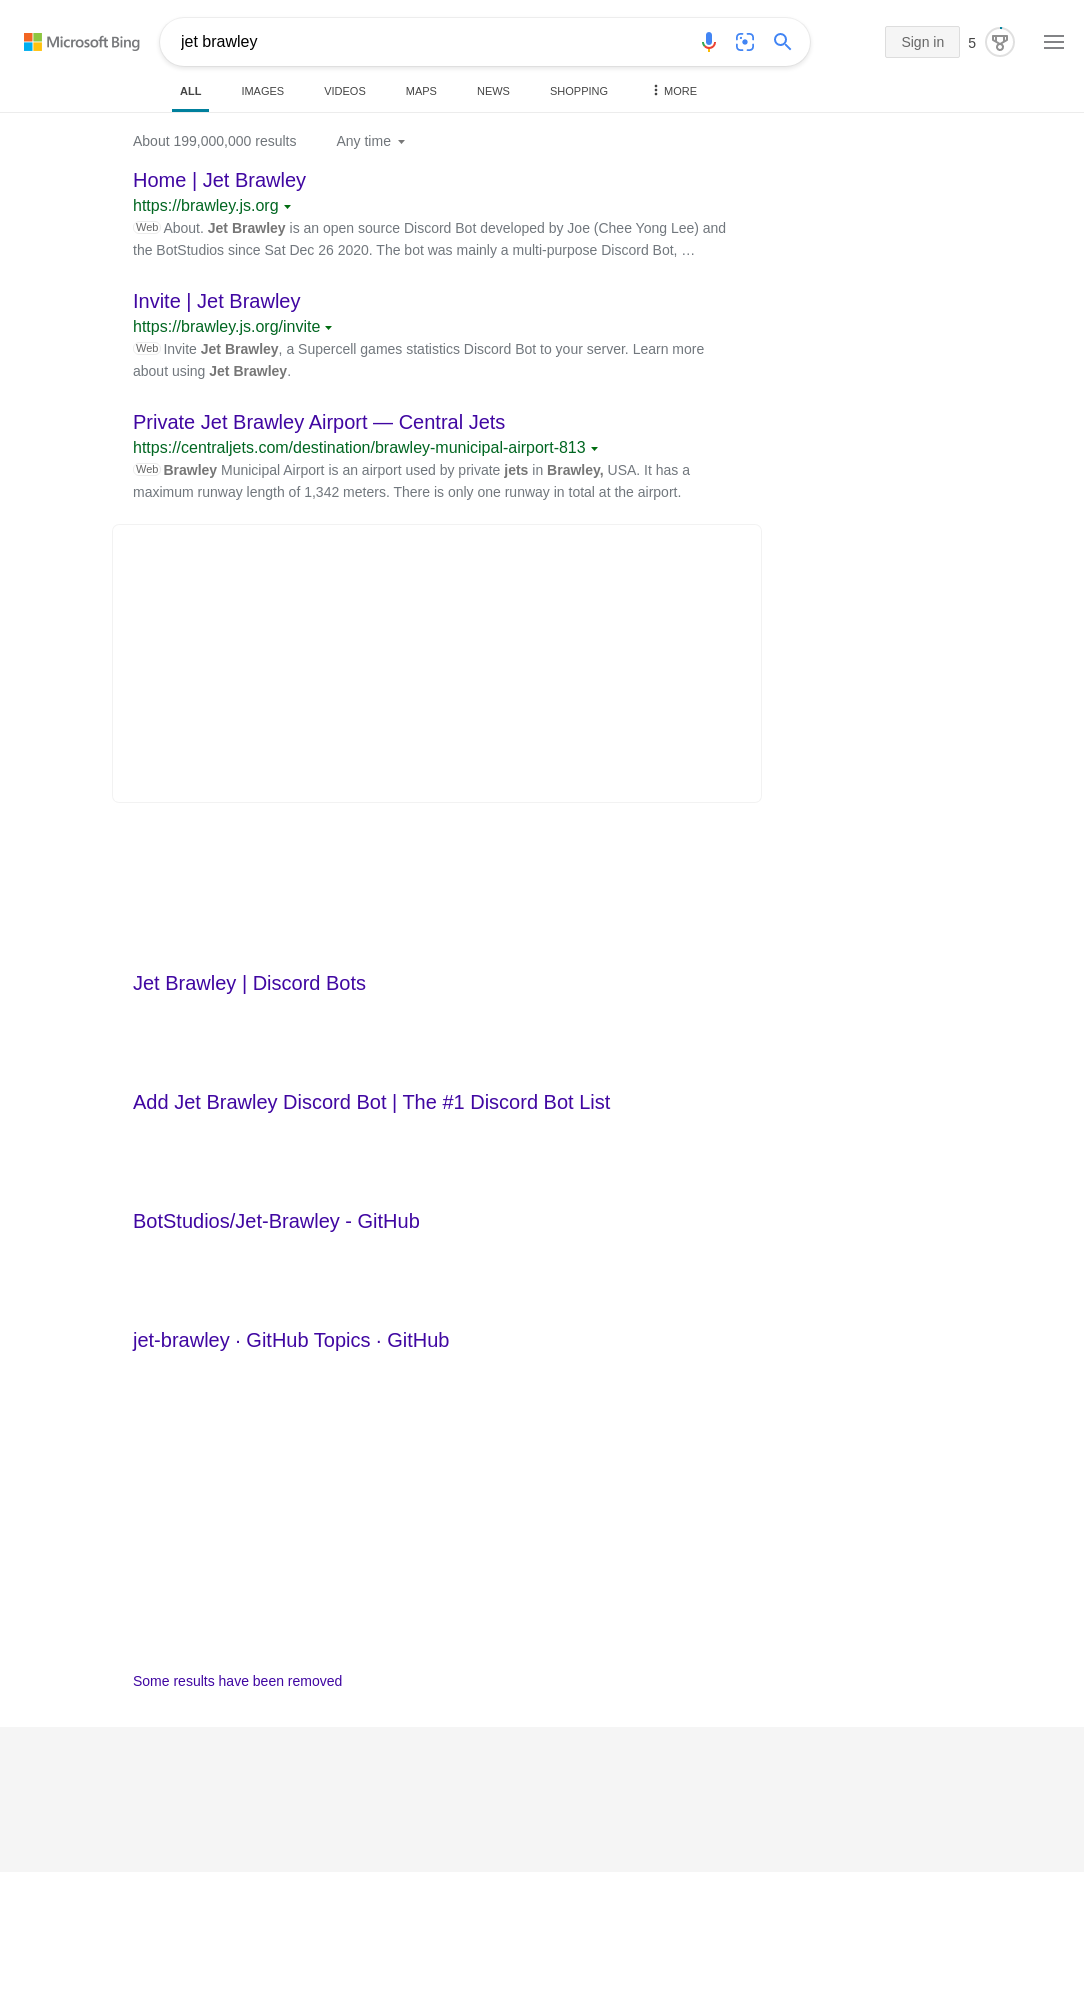 Microsoft Bing
jet brawley
Sign in
5
ALL
IMAGES
VIDEOS
MAPS
NEWS
SHOPPING
MORE
About 199,000,000 results
Any time
Home | Jet Brawley
https://brawley.js.org
Web About. Jet Brawley is an open source Discord Bot developed by Joe (Chee Yong Lee) and
the BotStudios since Sat Dec 26 2020. The bot was mainly a multi-purpose Discord Bot, …
Invite | Jet Brawley
https://brawley.js.org/invite
Web Invite Jet Brawley, a Supercell games statistics Discord Bot to your server. Learn more
about using Jet Brawley.
Private Jet Brawley Airport — Central Jets
https://centraljets.com/destination/brawley-municipal-airport-813
Web Brawley Municipal Airport is an airport used by private jets in Brawley, USA. It has a
maximum runway length of 1,342 meters. There is only one runway in total at the airport.
Jet Brawley | Discord Bots
Add Jet Brawley Discord Bot | The #1 Discord Bot List
BotStudios/Jet-Brawley - GitHub
jet-brawley · GitHub Topics · GitHub
Some results have been removed